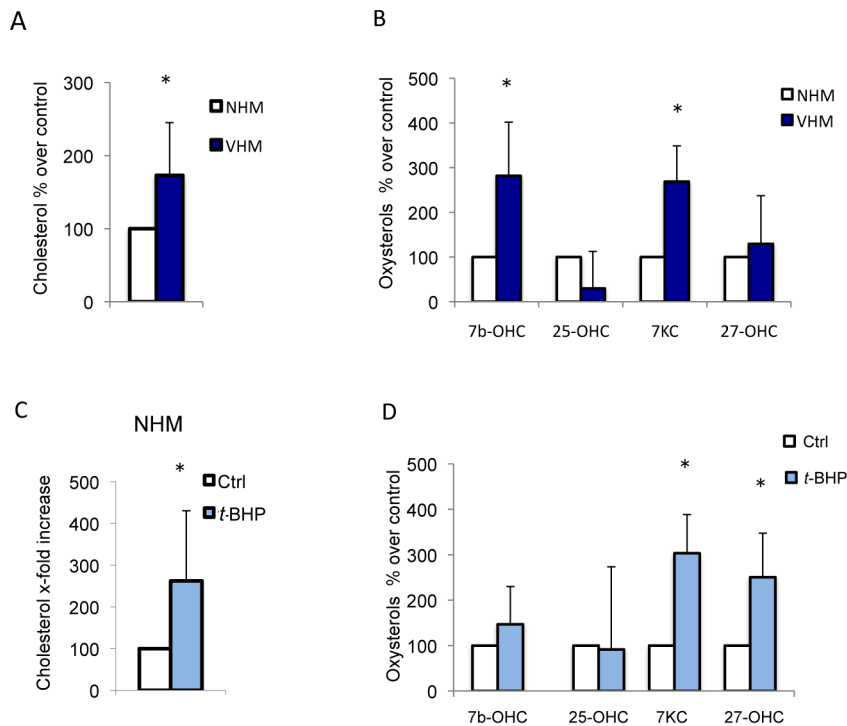 A
Cholesterol % over control
300
200
100
0
*
NHM
VHM
B
Oxysterols % over control
500
400
300
200
100
0
*
*
NHM
VHM
7b-OHC 25-OHC 7KC 27-OHC
C
NHM
Cholesterol x-fold increase
500
400
300
200
100
0
*
Ctrl
t-BHP
D
Oxysterols % over control
500
400
300
200
100
0
*
*
Ctrl
t-BHP
7b-OHC 25-OHC 7KC 27-OHC